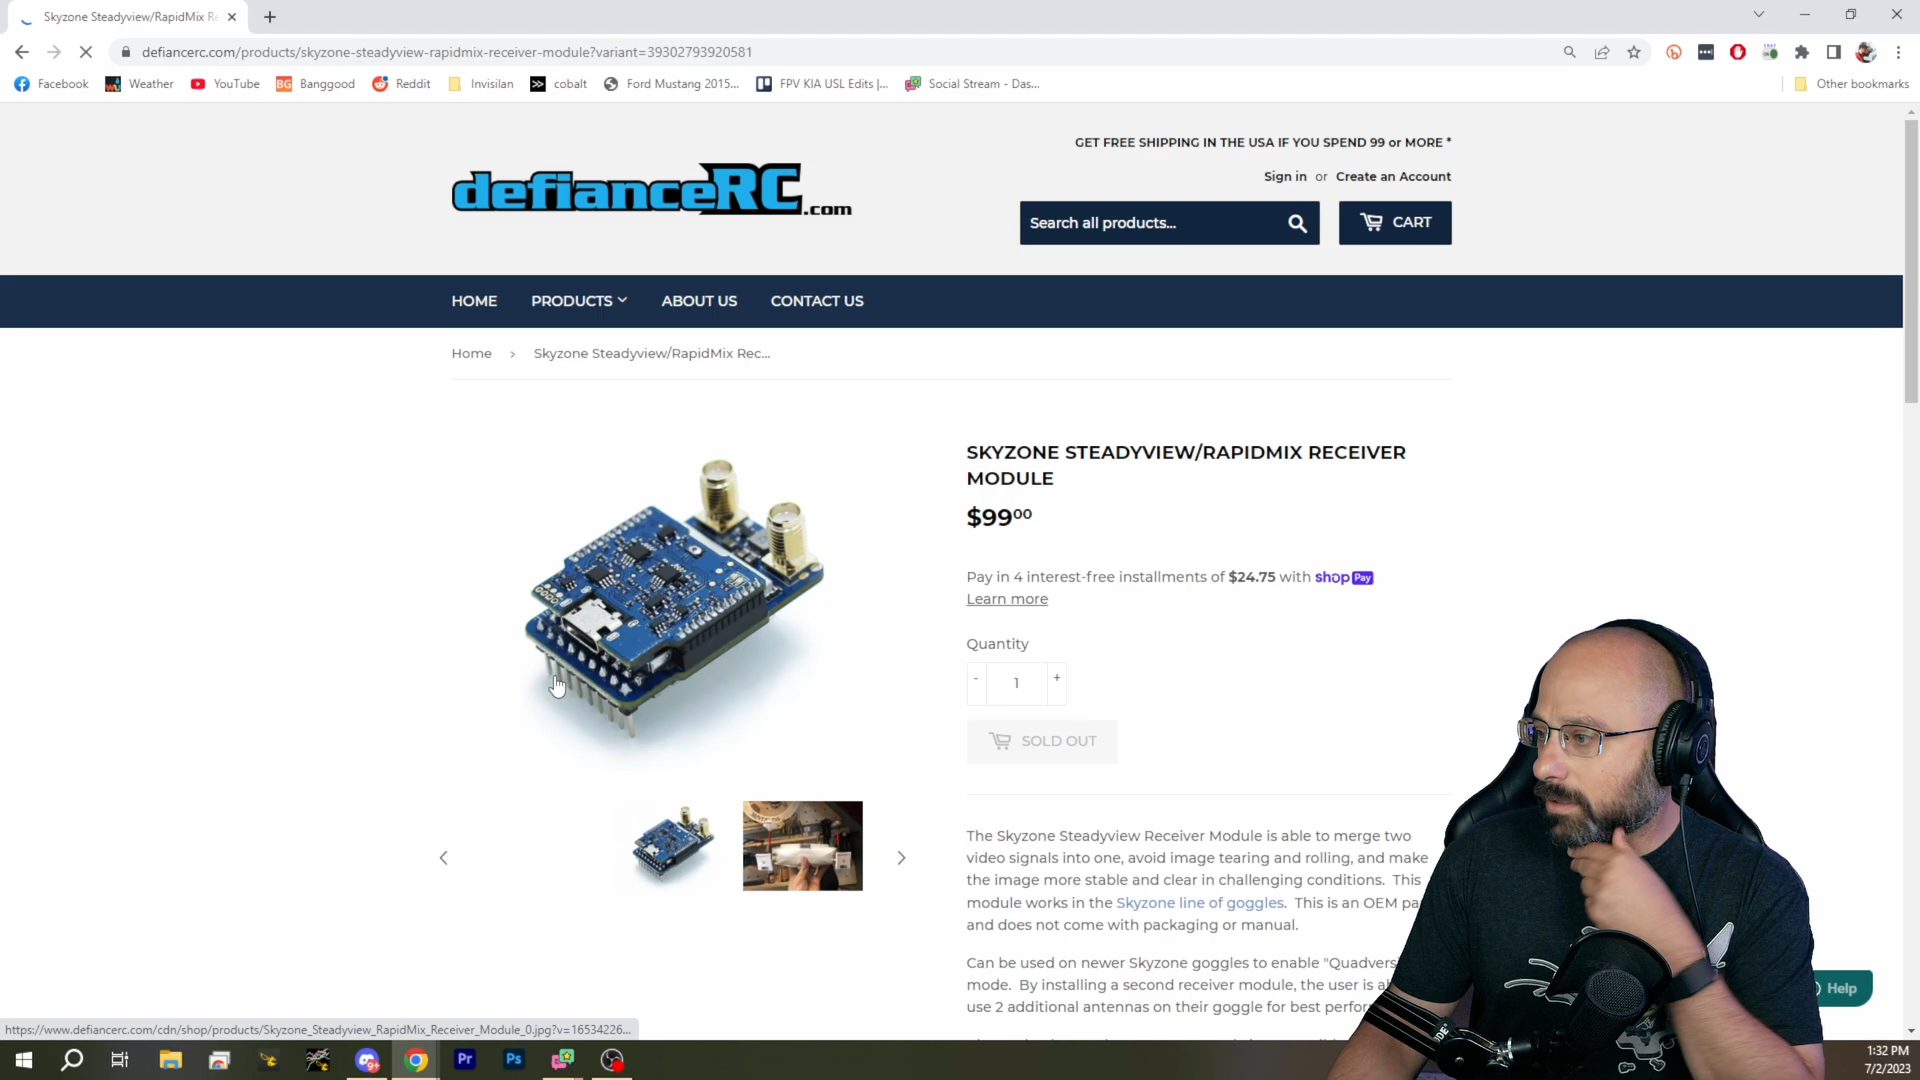 Skyzone Steadyview/RapidMix Re
defiancerc.com/products/skyzone-steadyview-rapidmix-receiver-module?variant=39302793920581
Facebook Weather YouTube BG Banggood Reddit Invisilan cobalt Ford Mustang 2015... FPV KIA USL Edits |... Social Stream - Das... Other bookmarks
GET FREE SHIPPING IN THE USA IF YOU SPEND 99 or MORE *
defianceRC.com
Sign in or Create an Account
Search all products...
CART
HOME PRODUCTS ABOUT US CONTACT US
Home › Skyzone Steadyview/RapidMix Rec...
SKYZONE STEADYVIEW/RAPIDMIX RECEIVER
MODULE
$9900
Pay in 4 interest-free installments of $24.75 with shop Pay
Learn more
Quantity
- 1 +
SOLD OUT
The Skyzone Steadyview Receiver Module is able to merge two
video signals into one, avoid image tearing and rolling, and make
the image more stable and clear in challenging conditions. This
module works in the Skyzone line of goggles. This is an OEM pa
and does not come with packaging or manual.
Can be used on newer Skyzone goggles to enable "Quadvers
mode. By installing a second receiver module, the user is a
use 2 additional antennas on their goggle for best perfor
Help
https://www.defiancerc.com/cdn/shop/products/Skyzone_Steadyview_RapidMix_Receiver_Module_0.jpg?v=16534226...
Pr Ps
1:32 PM
7/2/2023